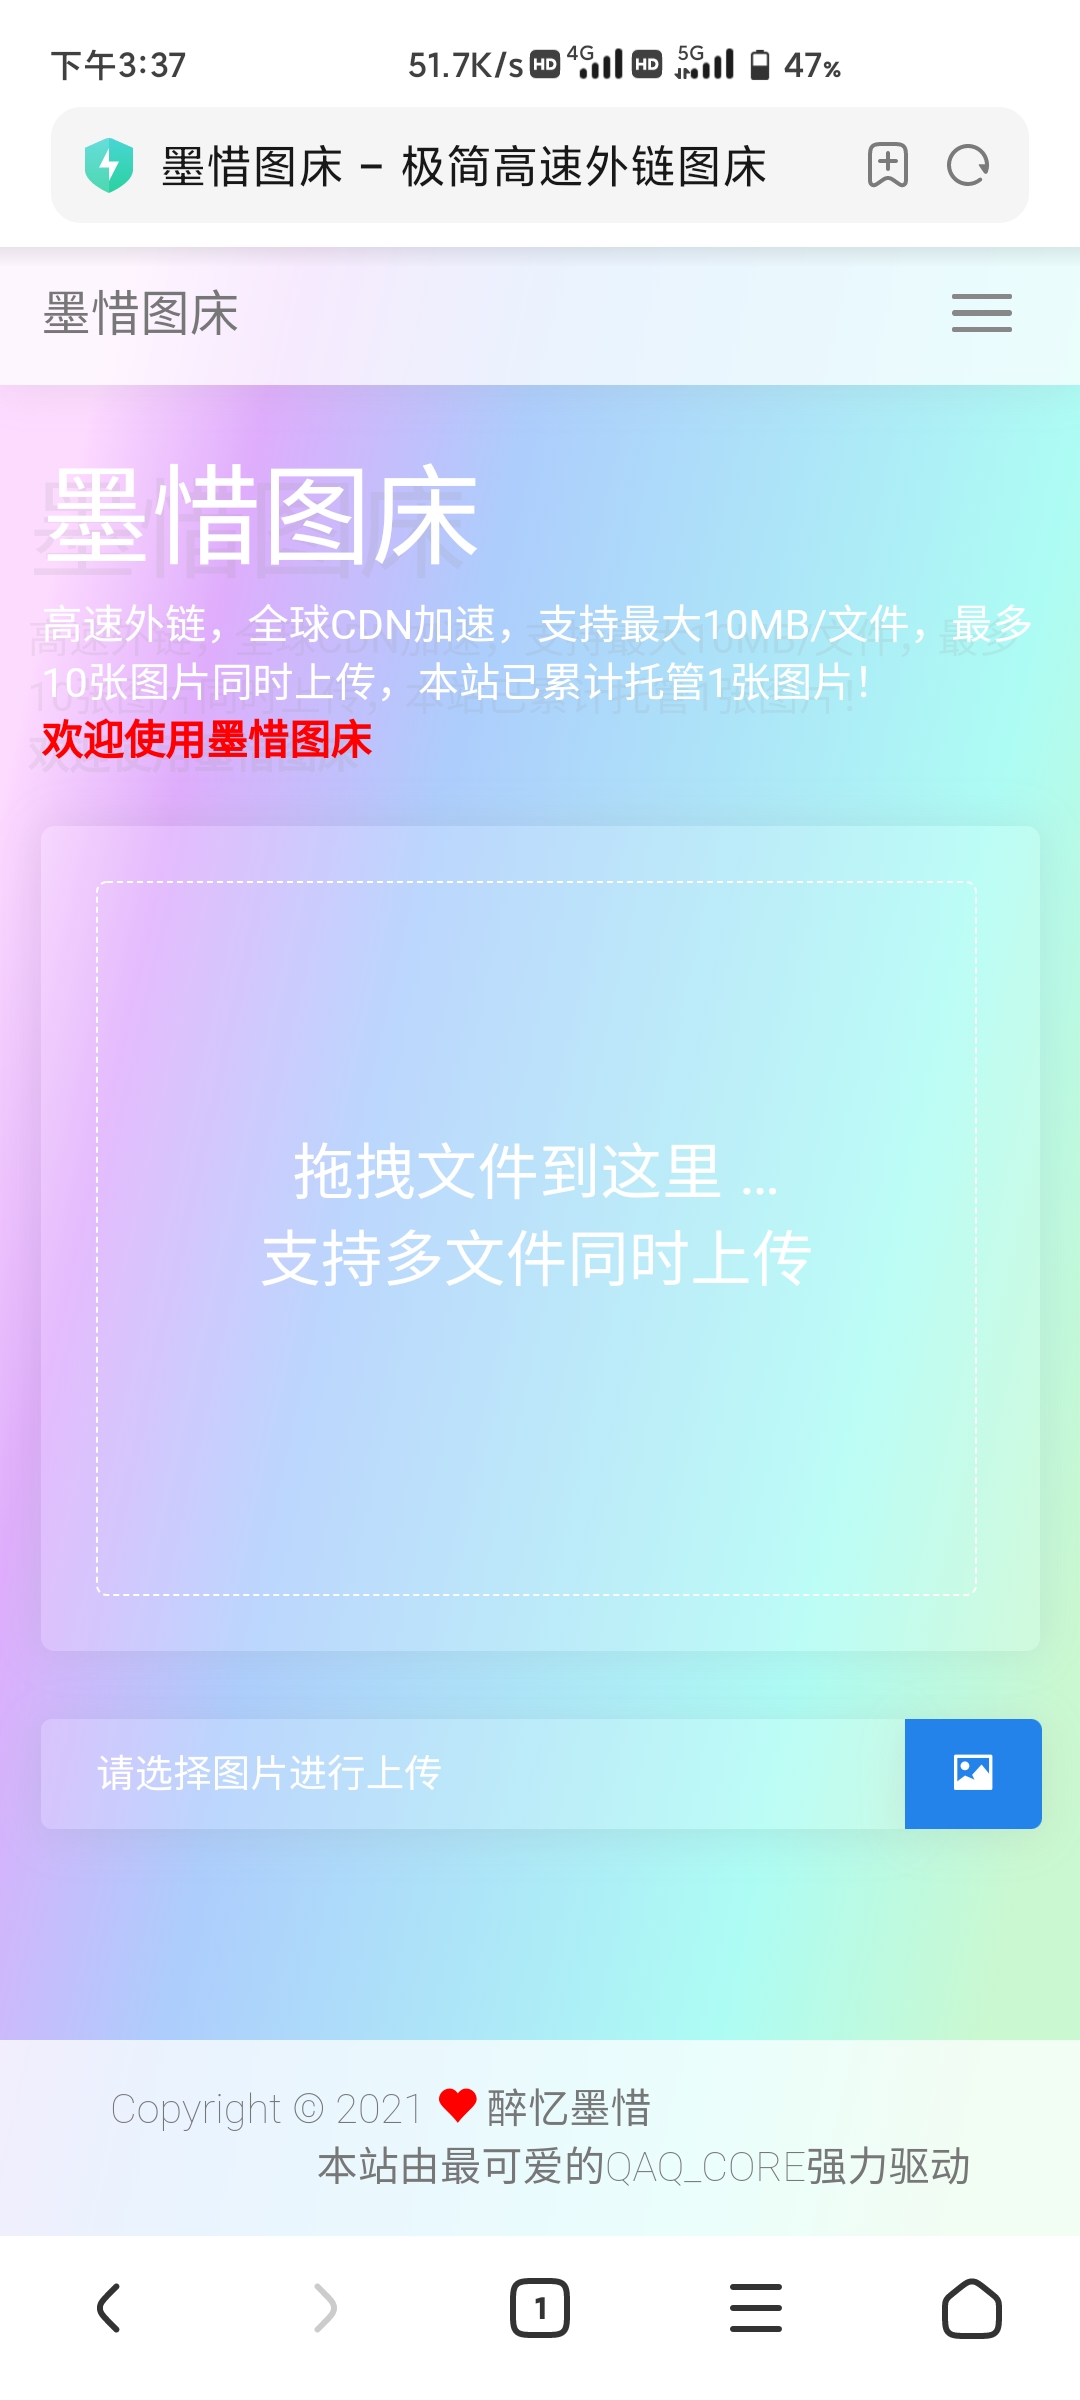 下午3:37 51.7K/s HD 4G HD 5G 47%
墨惜图床 - 极简高速外链图床
墨惜图床
墨惜图床
高速外链，全球CDN加速，支持最大10MB/文件，最多
10张图片同时上传，本站已累计托管1张图片！
欢迎使用墨惜图床
拖拽文件到这里 ...
支持多文件同时上传
请选择图片进行上传
Copyright © 2021 ❤ 醉忆墨惜
本站由最可爱的QAQ_CORE强力驱动
1